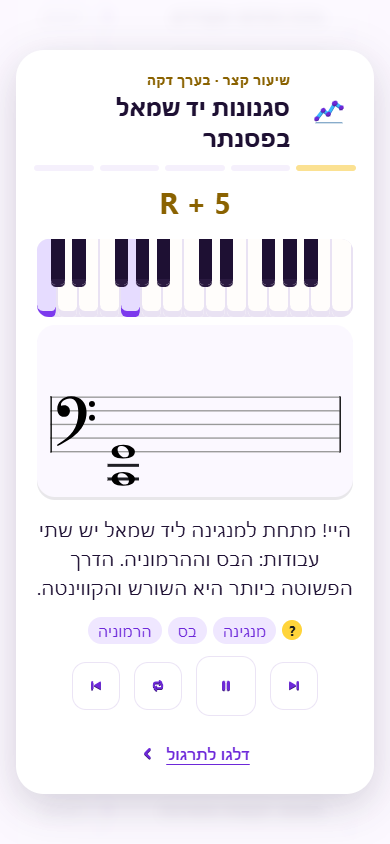 שיעור קצר · בערך דקה
סגנונות יד שמאל
בפסנתר
R + 5
היי! מתחת למנגינה ליד שמאל יש שתי
עבודות: הבס וההרמוניה. הדרך
הפשוטה ביותר היא השורש והקווינטה.
? מנגינה בס הרמוניה
דלגו לתרגול